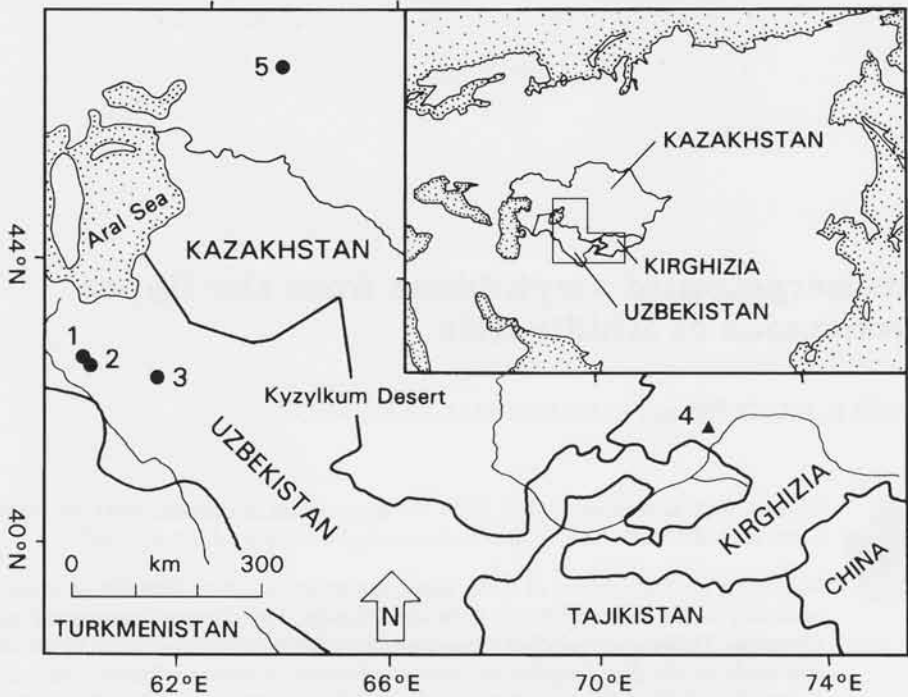 5
Aral Sea
KAZAKHSTAN
44°N
1
2
3
Kyzylkum Desert
UZBEKISTAN
40°N
0 km 300
N
TURKMENISTAN
TAJIKISTAN
4
KIRGHIZIA
CHINA
62°E
66°E
70°E
74°E
KAZAKHSTAN
KIRGHIZIA
UZBEKISTAN